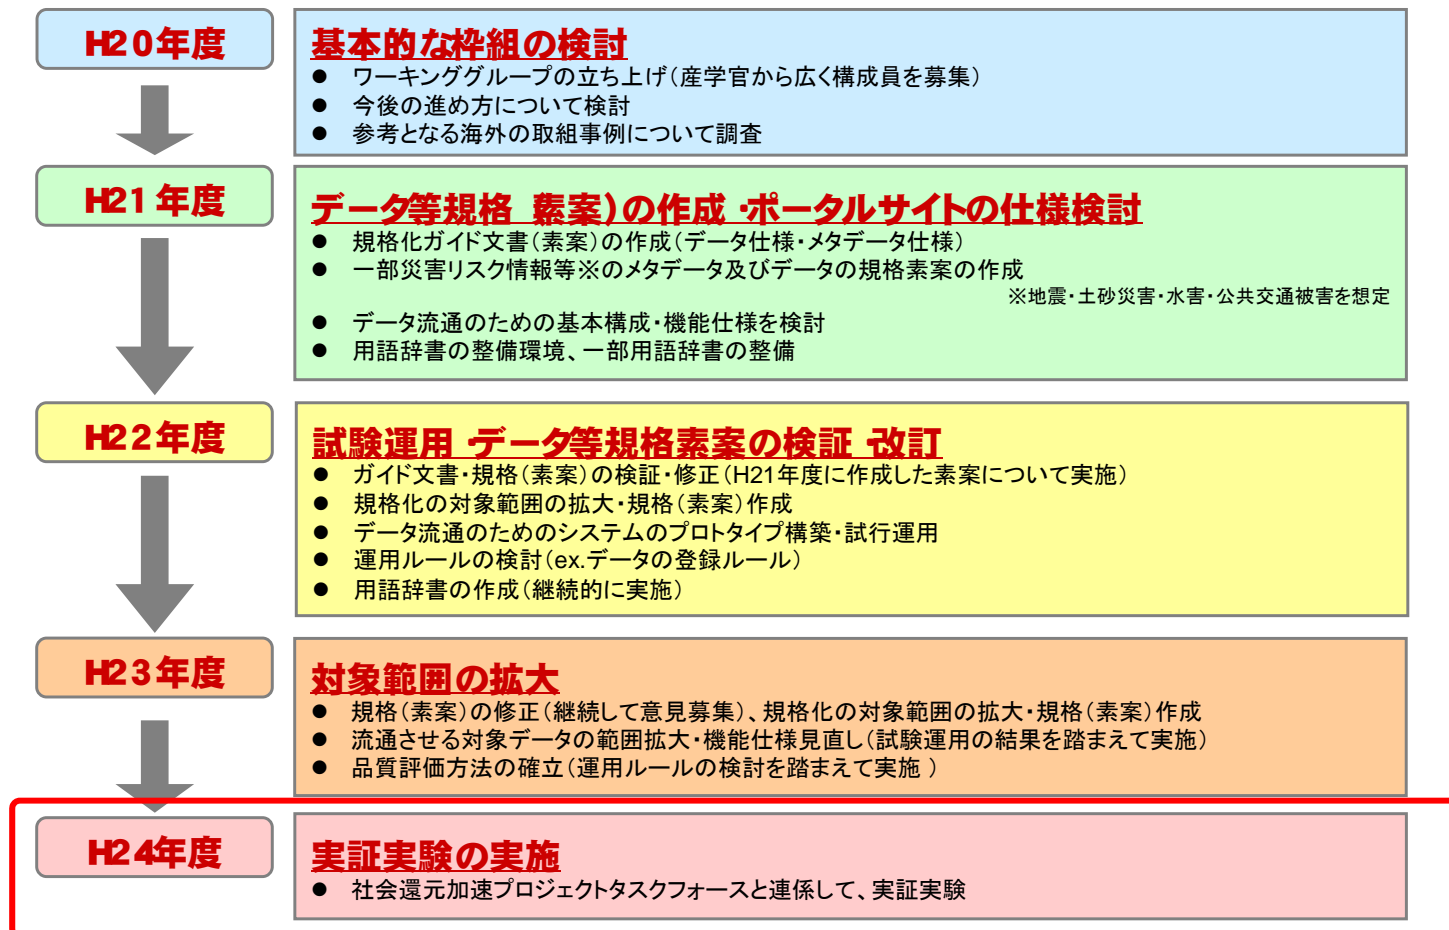 H20年度
基本的な枠組の検討
● ワーキンググループの立ち上げ（産学官から広く構成員を募集）
● 今後の進め方について検討
● 参考となる海外の取組事例について調査
H21年度
データ等規格（素案）の作成・ポータルサイトの仕様検討
● 規格化ガイド文書（素案）の作成（データ仕様・メタデータ仕様）
● 一部災害リスク情報等※のメタデータ及びデータの規格素案の作成
※地震・土砂災害・水害・公共交通被害を想定
● データ流通のための基本構成・機能仕様を検討
● 用語辞書の整備環境、一部用語辞書の整備
H22年度
試験運用・データ等規格素案の検証・改訂
● ガイド文書・規格（素案）の検証・修正（H21年度に作成した素案について実施）
● 規格化の対象範囲の拡大・規格（素案）作成
● データ流通のためのシステムのプロトタイプ構築・試行運用
● 運用ルールの検討（ex.データの登録ルール）
● 用語辞書の作成（継続的に実施）
H23年度
対象範囲の拡大
● 規格（素案）の修正（継続して意見募集）、規格化の対象範囲の拡大・規格（素案）作成
● 流通させる対象データの範囲拡大・機能仕様見直し（試験運用の結果を踏まえて実施）
● 品質評価方法の確立（運用ルールの検討を踏まえて実施 ）
H24年度
実証実験の実施
● 社会還元加速プロジェクトタスクフォースと連係して、実証実験